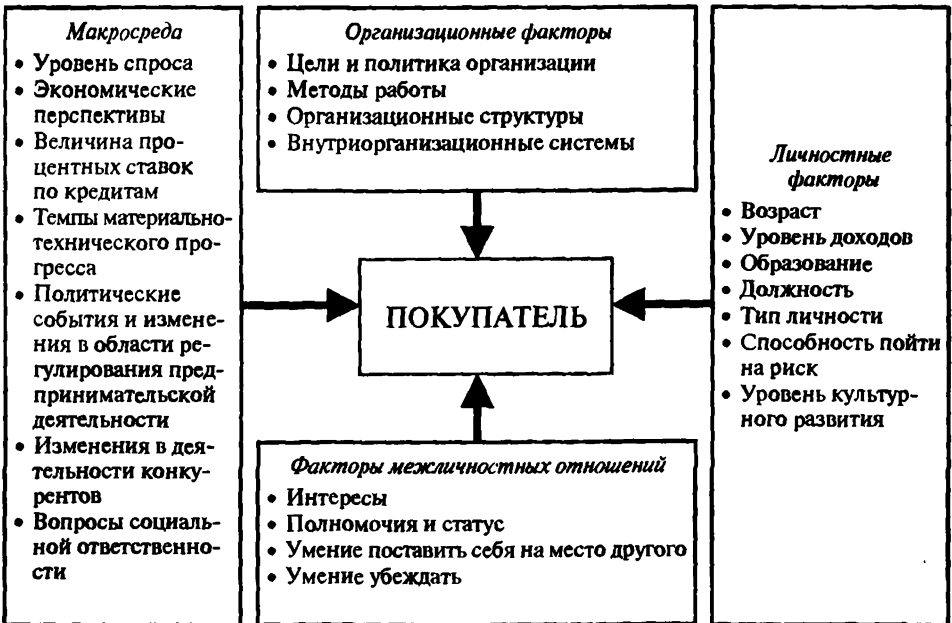 Макросреда
• Уровень спроса
• Экономические
перспективы
• Величина про-
центных ставок
по кредитам
• Темпы материально-
технического про-
гресса
• Политические
события и измене-
ния в области ре-
гулирования пред-
принимательской
деятельности
• Изменения в дея-
тельности конку-
рентов
• Вопросы социаль-
ной ответственно-
сти
Организационные факторы
• Цели и политика организации
• Методы работы
• Организационные структуры
• Внутриорганизационные системы
ПОКУПАТЕЛЬ
Факторы межличностных отношений
• Интересы
• Полномочия и статус
• Умение поставить себя на место другого
• Умение убеждать
Личностные
факторы
• Возраст
• Уровень доходов
• Образование
• Должность
• Тип личности
• Способность пойти
на риск
• Уровень культур-
ного развития